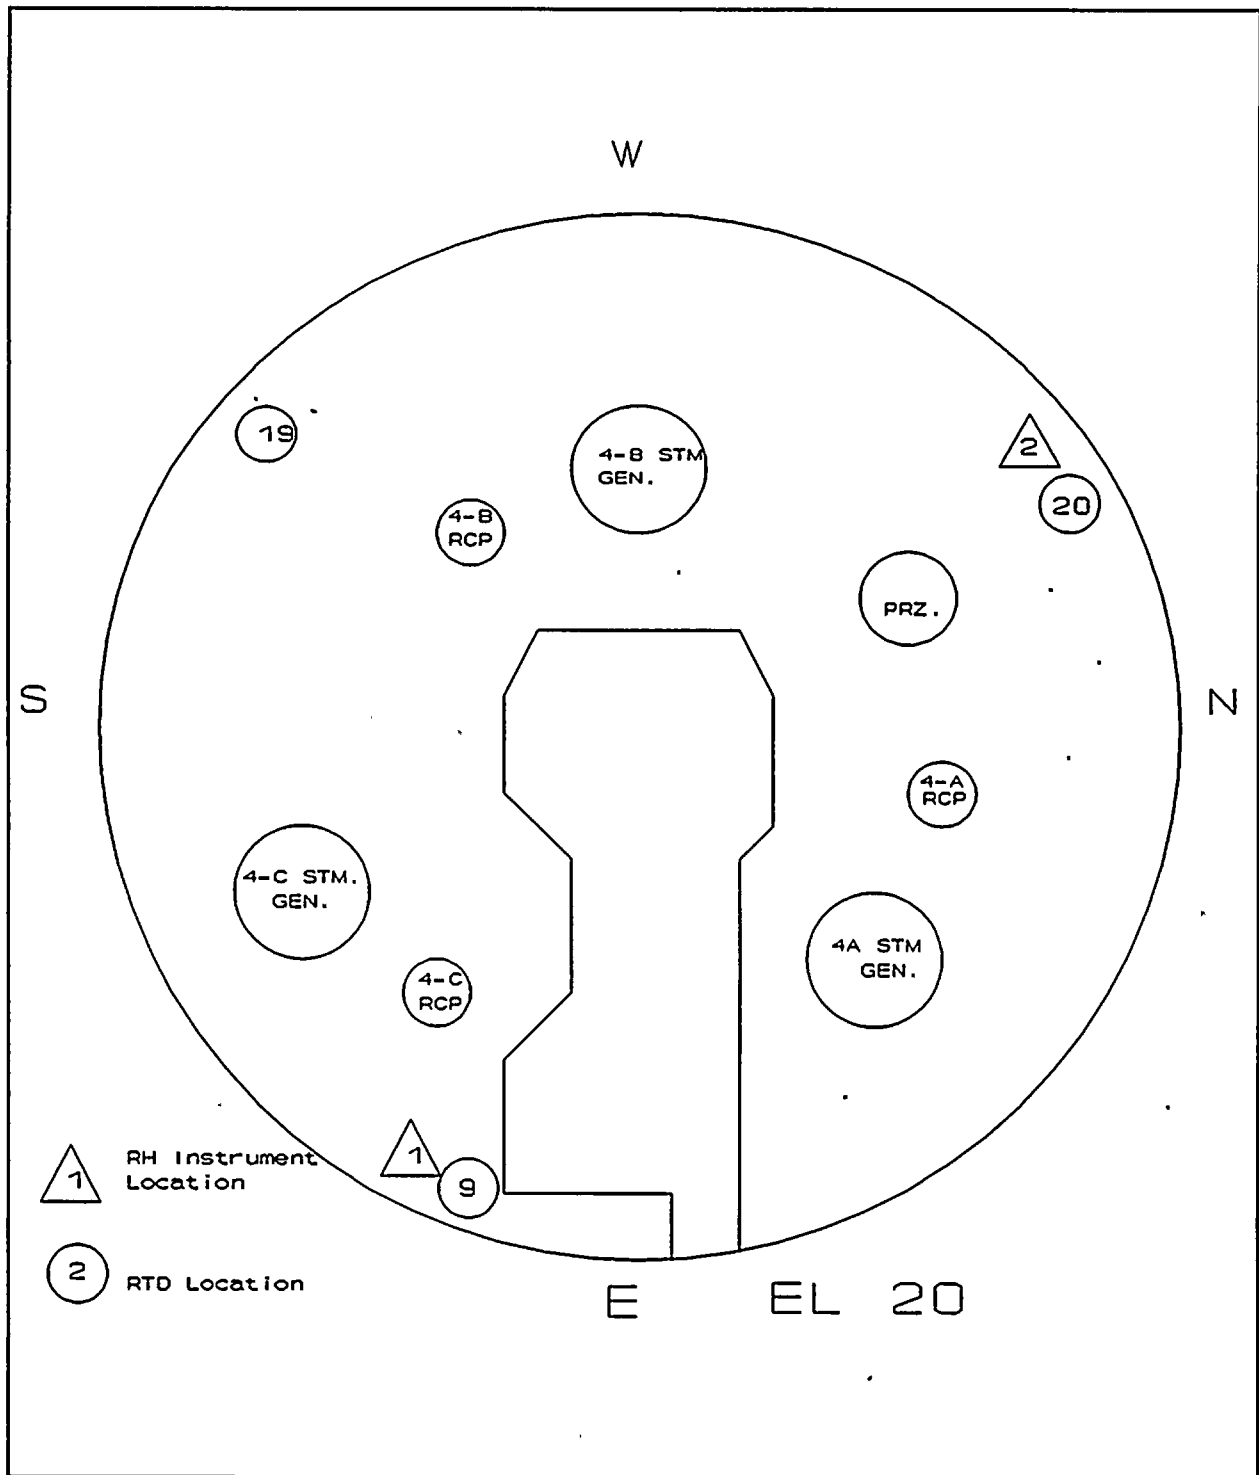 W
19
4-B STM
GEN.
2
20
4-B
RCP
PRZ.
S
N
4-A
RCP
4-C STM.
GEN.
4A STM
GEN.
4-C
RCP
1
9
1
RH Instrument
Location
2
RTD Location
E
EL 20